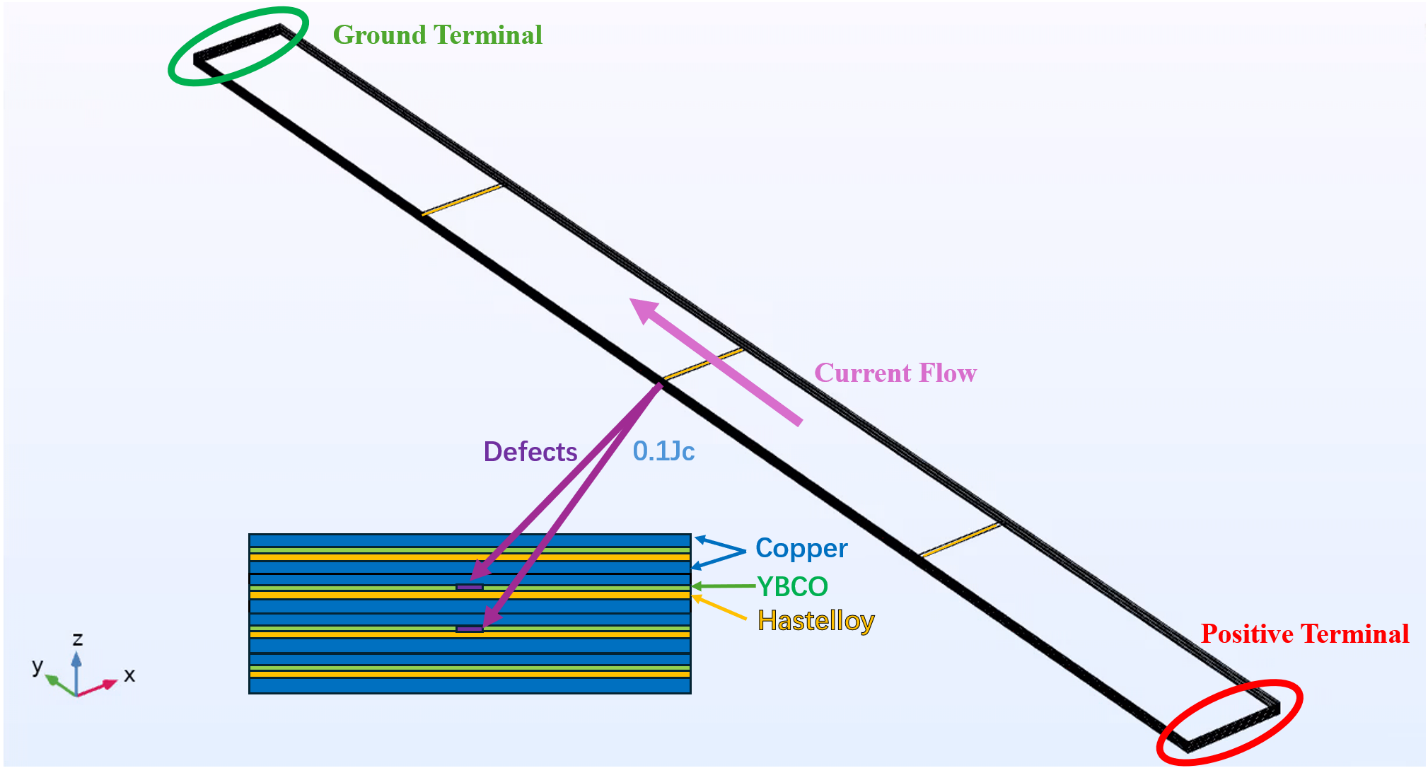 Ground Terminal
Current Flow
Defects
0.1Jc
Copper
YBCO
Hastelloy
Positive Terminal
z
y
x